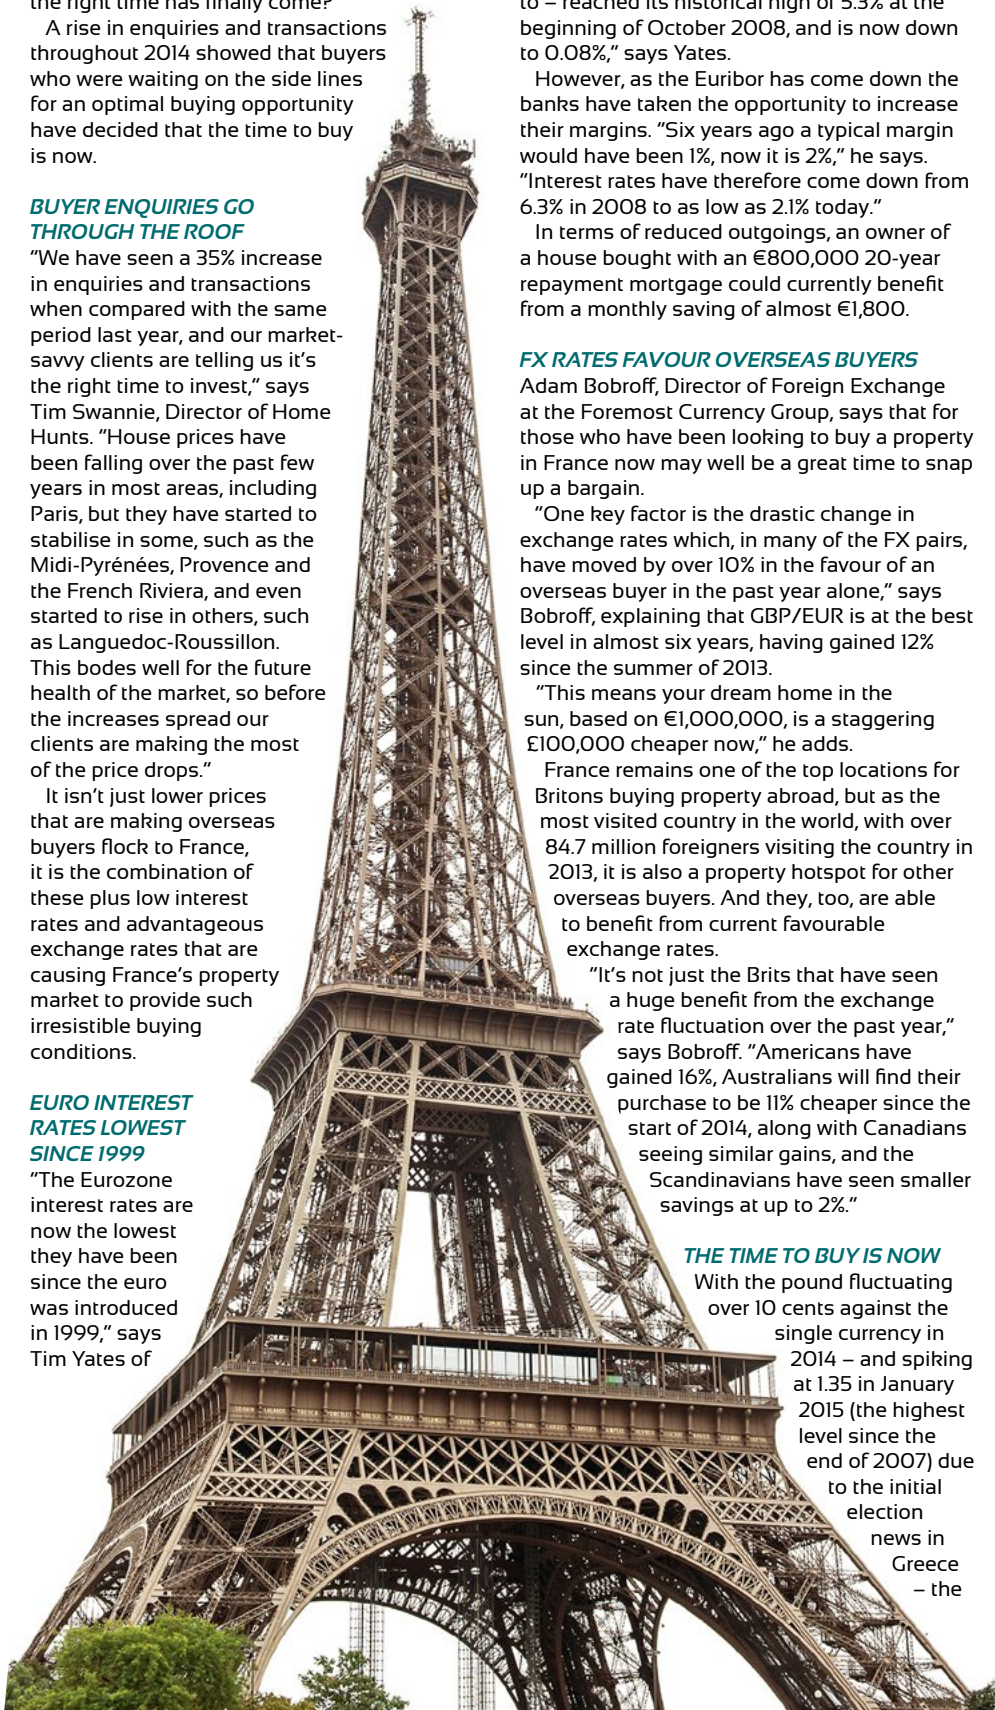 the right time has finally come?
A rise in enquiries and transactions
throughout 2014 showed that buyers
who were waiting on the side lines
for an optimal buying opportunity
have decided that the time to buy
is now.
BUYER ENQUIRIES GO
THROUGH THE ROOF
"We have seen a 35% increase
in enquiries and transactions
when compared with the same
period last year, and our market-
savvy clients are telling us it's
the right time to invest," says
Tim Swannie, Director of Home
Hunts. "House prices have
been falling over the past few
years in most areas, including
Paris, but they have started to
stabilise in some, such as the
Midi-Pyrénées, Provence and
the French Riviera, and even
started to rise in others, such
as Languedoc-Roussillon.
This bodes well for the future
health of the market, so before
the increases spread our
clients are making the most
of the price drops."
It isn't just lower prices
that are making overseas
buyers flock to France,
it is the combination of
these plus low interest
rates and advantageous
exchange rates that are
causing France's property
market to provide such
irresistible buying
conditions.
EURO INTEREST
RATES LOWEST
SINCE 1999
"The Eurozone
interest rates are
now the lowest
they have been
since the euro
was introduced
in 1999," says
Tim Yates of
to – reached its historical high of 5.3% at the
beginning of October 2008, and is now down
to 0.08%," says Yates.
However, as the Euribor has come down the
banks have taken the opportunity to increase
their margins. "Six years ago a typical margin
would have been 1%, now it is 2%," he says.
"Interest rates have therefore come down from
6.3% in 2008 to as low as 2.1% today."
In terms of reduced outgoings, an owner of
a house bought with an €800,000 20-year
repayment mortgage could currently benefit
from a monthly saving of almost €1,800.
FX RATES FAVOUR OVERSEAS BUYERS
Adam Bobroff, Director of Foreign Exchange
at the Foremost Currency Group, says that for
those who have been looking to buy a property
in France now may well be a great time to snap
up a bargain.
"One key factor is the drastic change in
exchange rates which, in many of the FX pairs,
have moved by over 10% in the favour of an
overseas buyer in the past year alone," says
Bobroff, explaining that GBP/EUR is at the best
level in almost six years, having gained 12%
since the summer of 2013.
"This means your dream home in the
sun, based on €1,000,000, is a staggering
£100,000 cheaper now," he adds.
France remains one of the top locations for
Britons buying property abroad, but as the
most visited country in the world, with over
84.7 million foreigners visiting the country in
2013, it is also a property hotspot for other
overseas buyers. And they, too, are able
to benefit from current favourable
exchange rates.
"It's not just the Brits that have seen
a huge benefit from the exchange
rate fluctuation over the past year,"
says Bobroff. "Americans have
gained 16%, Australians will find their
purchase to be 11% cheaper since the
start of 2014, along with Canadians
seeing similar gains, and the
Scandinavians have seen smaller
savings at up to 2%."
THE TIME TO BUY IS NOW
With the pound fluctuating
over 10 cents against the
single currency in
2014 – and spiking
at 1.35 in January
2015 (the highest
level since the
end of 2007) due
to the initial
election
news in
Greece
– the